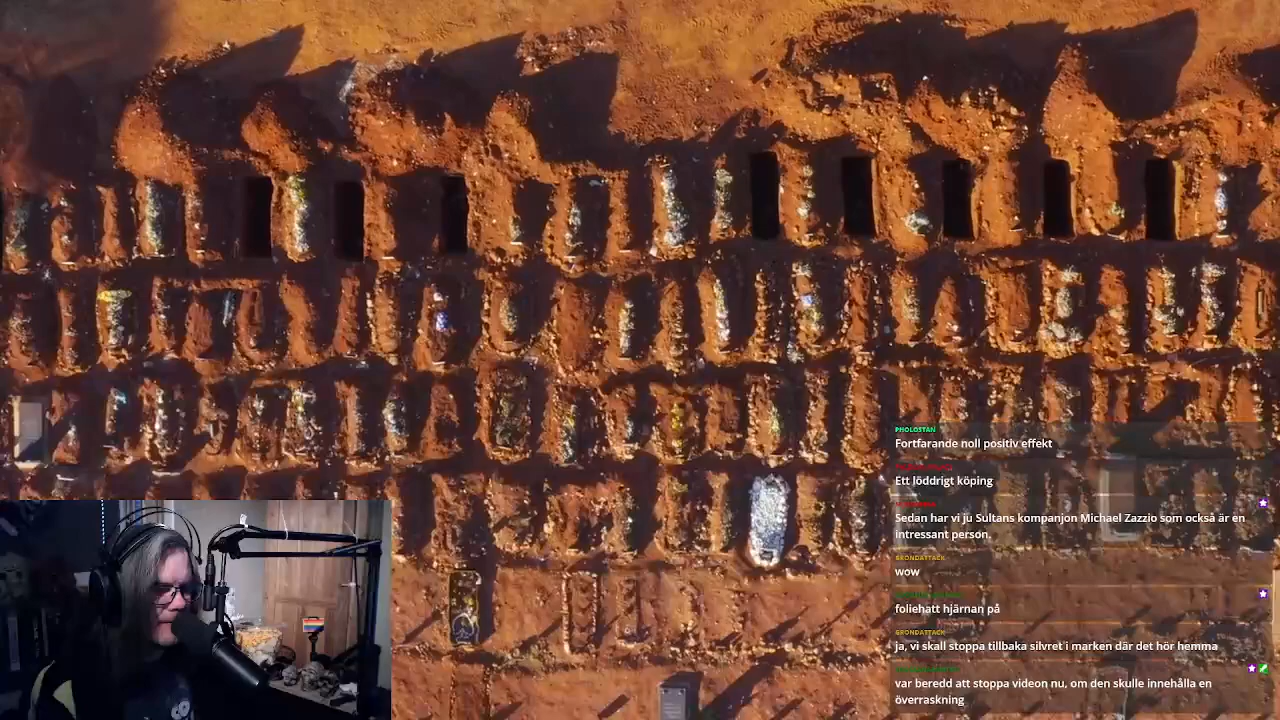 PHOLOSTAN
Fortfarande noll positiv effekt
Ett löddrigt köping
Sedan har vi ju Sultans kompanjon Michael Zazzio som också är en
intressant person.
GRONDATTACK
wow
foliehatt hjärnan på
GRONDATTACK
ja, vi skall stoppa tillbaka silvret i marken där det hör hemma
var beredd att stoppa videon nu, om den skulle innehålla en
överraskning